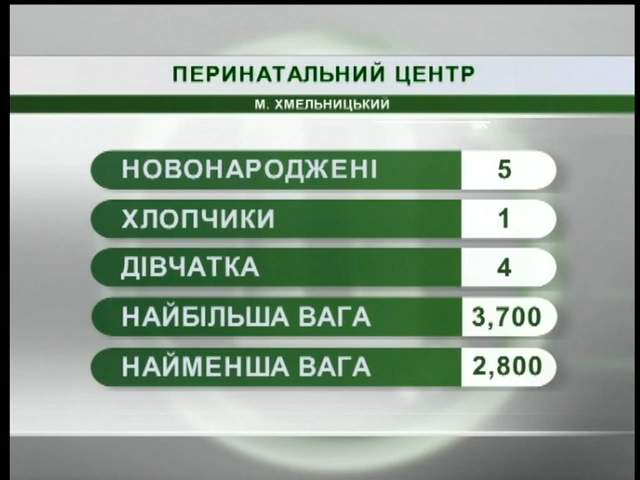 ПЕРИНАТАЛЬНИЙ ЦЕНТР
М. ХМЕЛЬНИЦЬКИЙ
НОВОНАРОДЖЕНІ 5
ХЛОПЧИКИ 1
ДІВЧАТКА 4
НАЙБІЛЬША ВАГА 3,700
НАЙМЕНША ВАГА 2,800